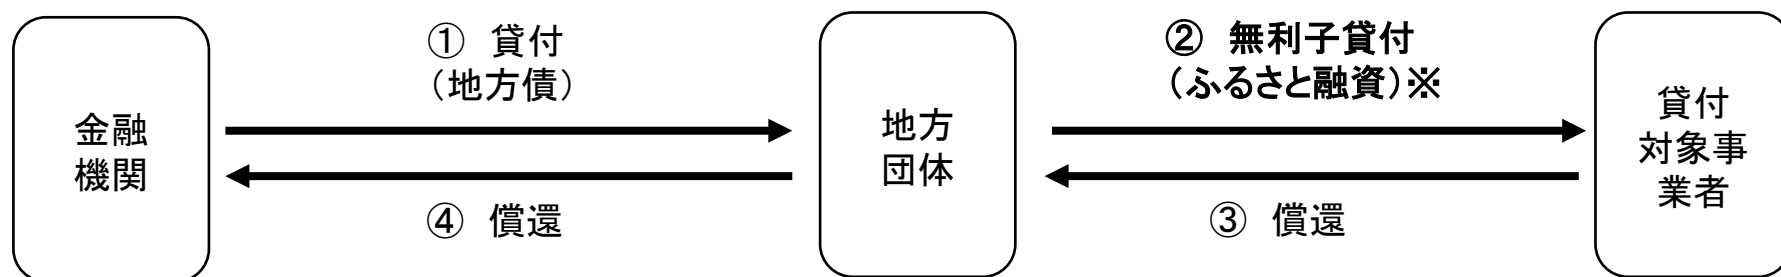 金融
機関
① 貸付
（地方債）
④ 償還
地方
団体
② 無利子貸付
（ふるさと融資）※
③ 償還
貸付
対象事
業者